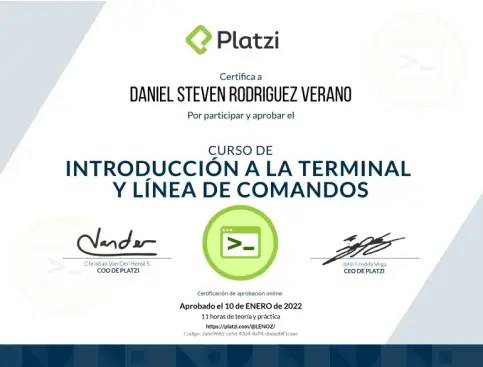 Platzi
Certifica a
DANIEL STEVEN RODRIGUEZ VERANO
Por participar y aprobar el
CURSO DE
INTRODUCCIÓN A LA TERMINAL
Y LÍNEA DE COMANDOS
Christian Van Der Henst S.
COO DE PLATZI
John Freddy Vega
CEO DE PLATZI
Certificación de aprobación online:
Aprobado el 10 de ENERO de 2022
11 horas de teoría y práctica
https://platzi.com/@LENOZ/
Código: